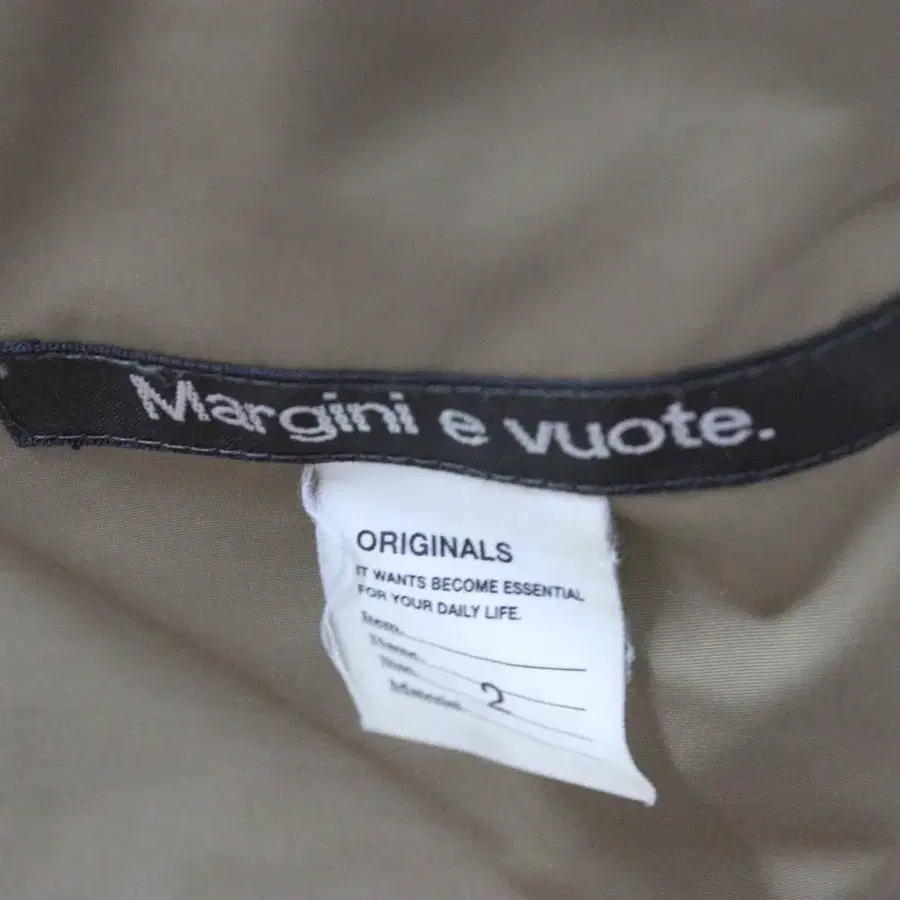 Margini e vuote.
ORIGINALS
IT WANTS BECOME ESSENTIAL
FOR YOUR DAILY LIFE.
Item.
Name.
Size. 2
Material.